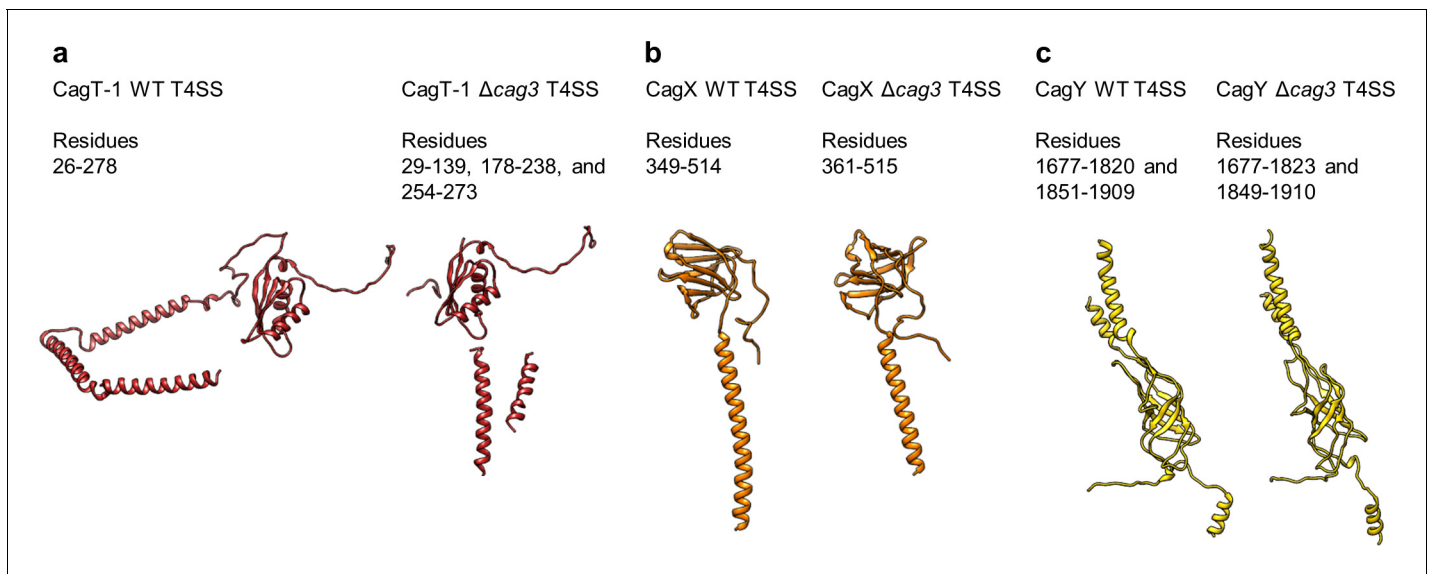 a
CagT-1 WT T4SS
Residues
26-278
CagT-1 Δcag3 T4SS
Residues
29-139, 178-238, and
254-273
b
CagX WT T4SS
Residues
349-514
CagX Δcag3 T4SS
Residues
361-515
c
CagY WT T4SS
Residues
1677-1820 and
1851-1909
CagY Δcag3 T4SS
Residues
1677-1823 and
1849-1910